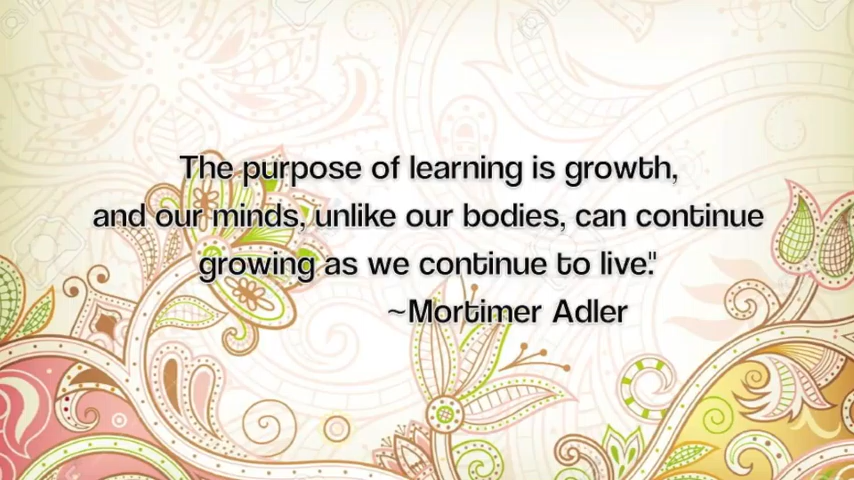 The purpose of learning is growth,
and our minds, unlike our bodies, can continue
growing as we continue to live."
~Mortimer Adler